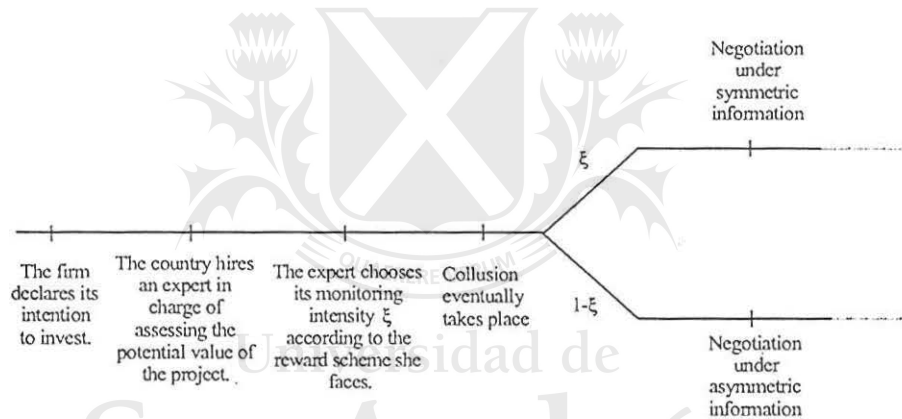 Negotiation
under
symmetric
information
ξ
The firm
declares its
intention
to invest.
The country hires
an expert in
charge of
assessing the
potential value of
the project.
The expert chooses
its monitoring
intensity ξ
according to the
reward scheme she
faces.
Collusion
eventually
takes place
1-ξ
Negotiation
under
asymmetric
information
Universidad de